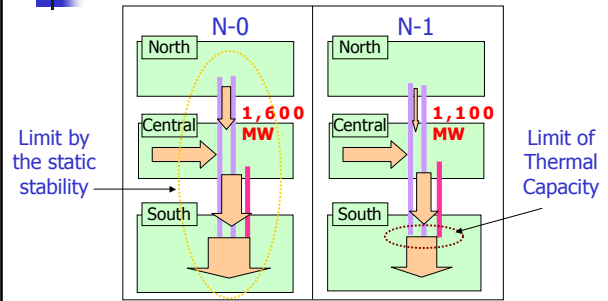 N-0
North
Central
1,600
MW
South
Limit by
the static
stability
N-1
North
Central
1,100
MW
South
Limit of
Thermal
Capacity